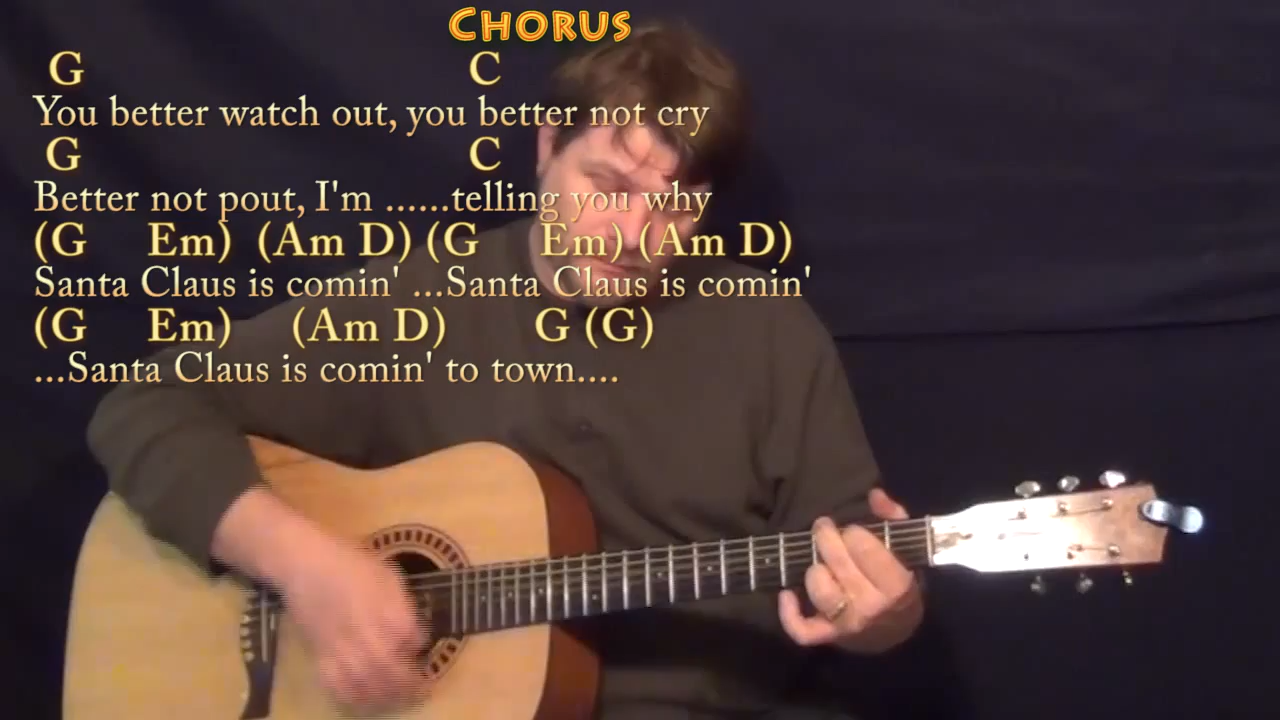 CHORUS
G C
You better watch out, you better not cry
G C
Better not pout, I'm ......telling you why
(G Em) (Am D) (G Em) (Am D)
Santa Claus is comin' ...Santa Claus is comin'
(G Em) (Am D) G (G)
...Santa Claus is comin' to town....